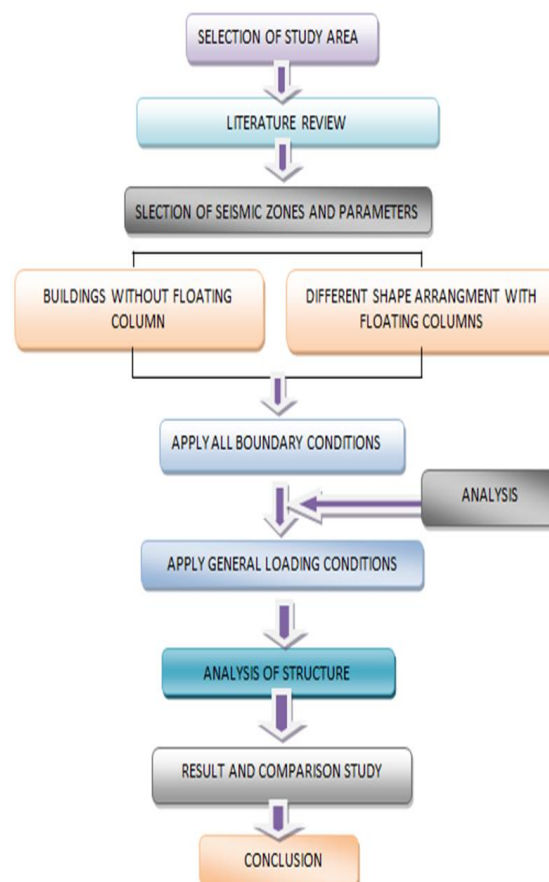 SELECTION OF STUDY AREA
LITERATURE REVIEW
SLECTION OF SEISMIC ZONES AND PARAMETERS
BUILDINGS WITHOUT FLOATING
COLUMN
DIFFERENT SHAPE ARRANGMENT WITH
FLOATING COLUMNS
APPLY ALL BOUNDARY CONDITIONS
ANALYSIS
APPLY GENERAL LOADING CONDITIONS
ANALYSIS OF STRUCTURE
RESULT AND COMPARISON STUDY
CONCLUSION